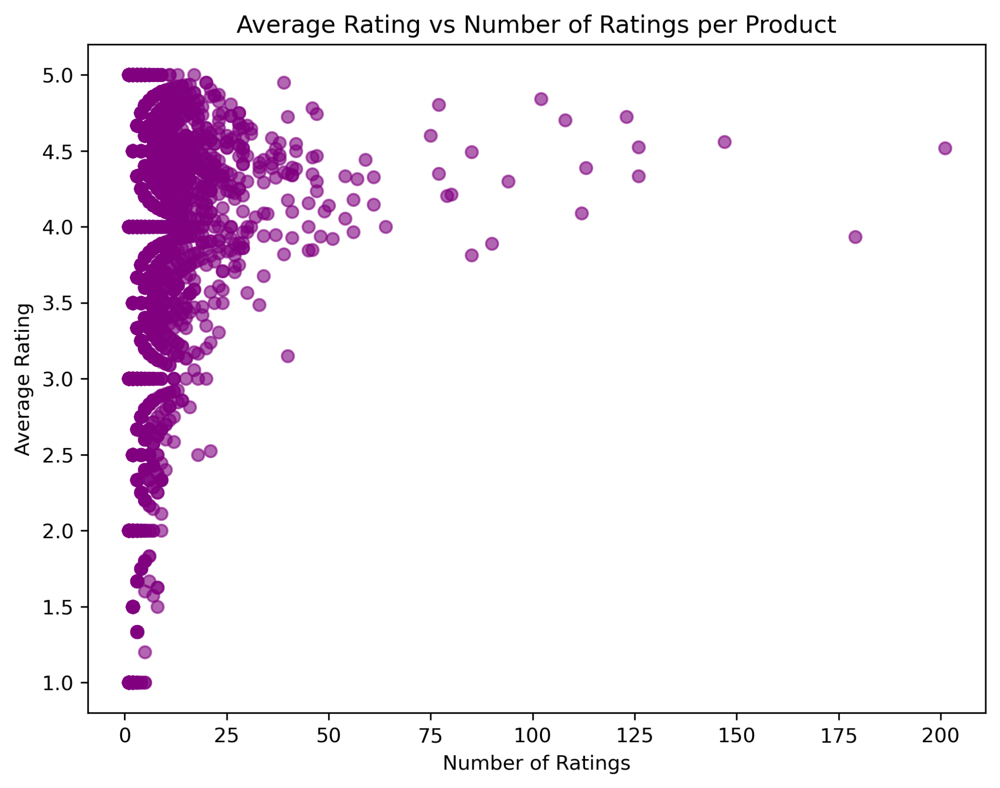 Average Rating vs Number of Ratings per Product
5.0
4.5
4.0
3.5
3.0
2.5
2.0
1.5
1.0
Average Rating
0 25 50 75 100 125 150 175 200
Number of Ratings